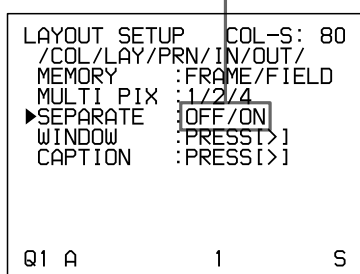 LAYOUT SETUP COL-S: 80
/COL/LAY/PRN/IN/OUT/
MEMORY :FRAME/FIELD
MULTI PIX :1/2/4
▶SEPARATE :OFF/ON
WINDOW :PRESS[>]
CAPTION :PRESS[>]
Q1 A 1 S